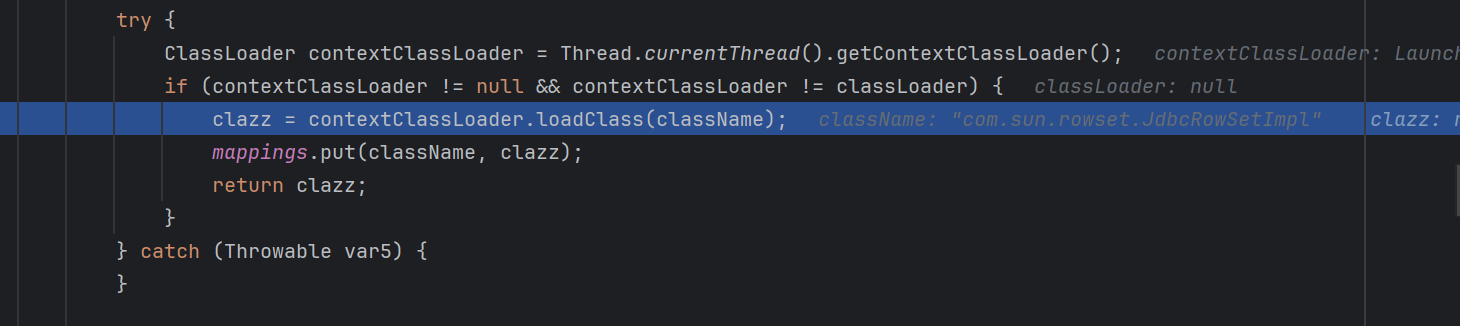 try {
ClassLoader contextClassLoader = Thread.currentThread().getContextClassLoader(); contextClassLoader: Launch
if (contextClassLoader != null && contextClassLoader != classLoader) { classLoader: null
clazz = contextClassLoader.loadClass(className); className: "com.sun.rowset.JdbcRowSetImpl" clazz:
mappings.put(className, clazz);
return clazz;
}
} catch (Throwable var5) {
}